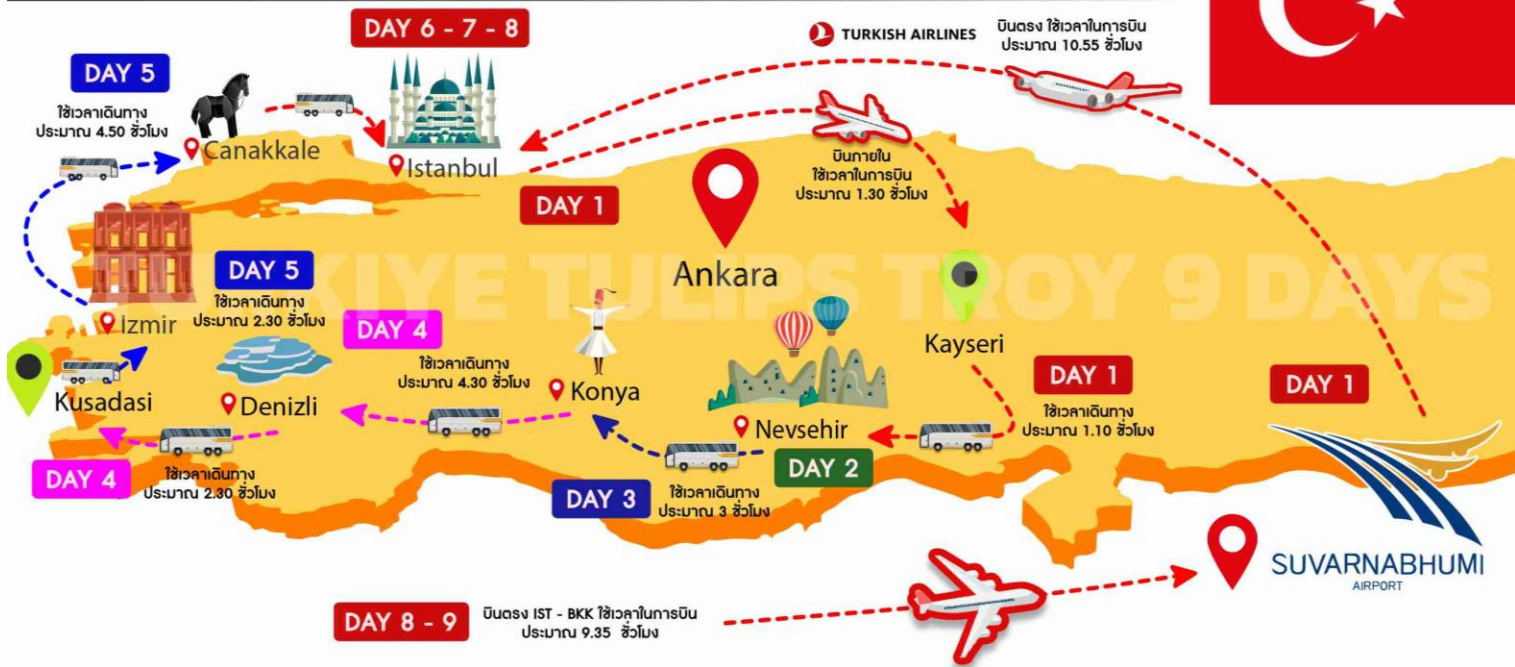 DAY 6 - 7 - 8
TURKISH AIRLINES
บินตรง ใช้เวลาในการบิน
ประมาณ 10.55 ชั่วโมง
DAY 5
ใช้เวลาเดินทาง
ประมาณ 4.50 ชั่วโมง
Canakkale
Istanbul
บินภายใน
ใช้เวลาในการบิน
ประมาณ 1.30 ชั่วโมง
DAY 1
Ankara
TURKIYE TULIPS TROY 9 DAYS
DAY 5
ใช้เวลาเดินทาง
ประมาณ 2.30 ชั่วโมง
Izmir
DAY 4
ใช้เวลาเดินทาง
ประมาณ 4.30 ชั่วโมง
Kayseri
DAY 1
ใช้เวลาเดินทาง
ประมาณ 1.10 ชั่วโมง
DAY 1
Kusadasi
Denizli
Konya
Nevsehir
DAY 2
DAY 4
ใช้เวลาเดินทาง
ประมาณ 2.30 ชั่วโมง
DAY 3
ใช้เวลาเดินทาง
ประมาณ 3 ชั่วโมง
SUVARNABHUMI
AIRPORT
DAY 8 - 9
บินตรง IST - BKK ใช้เวลาในการบิน
ประมาณ 9.35 ชั่วโมง